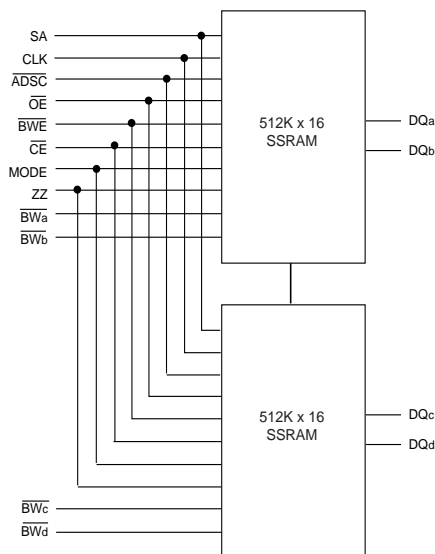 SA
CLK
ADSC
OE
BWE
CE
MODE
ZZ
BWa
BWb
512K x 16
SSRAM
DQa
DQb
512K x 16
SSRAM
DQc
DQd
BWc
BWd